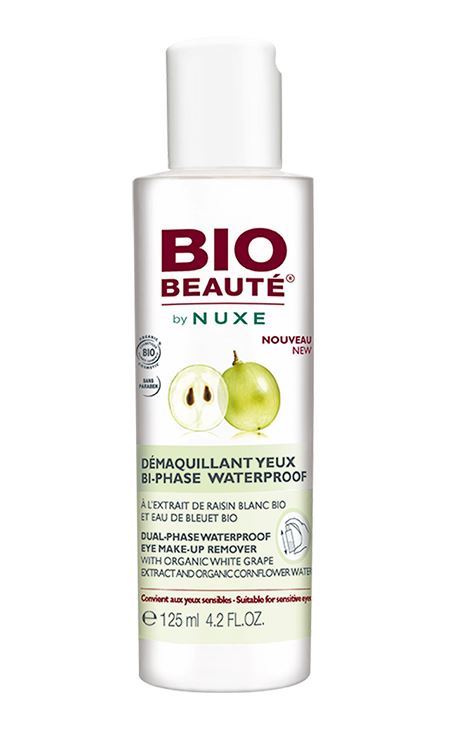 BIO
BEAUTÉ®
by NUXE
NOUVEAU
NEW
BIO
SANS
PARABEN
DÉMAQUILLANT YEUX
BI-PHASE WATERPROOF
À L'EXTRAIT DE RAISIN BLANC BIO
ET EAU DE BLEUET BIO
DUAL-PHASE WATERPROOF
EYE MAKE-UP REMOVER
WITH ORGANIC WHITE GRAPE
EXTRACT AND ORGANIC CORNFLOWER WATER
Convient aux yeux sensibles - Suitable for sensitive eyes
℮ 125 ml 4.2 FL.OZ.